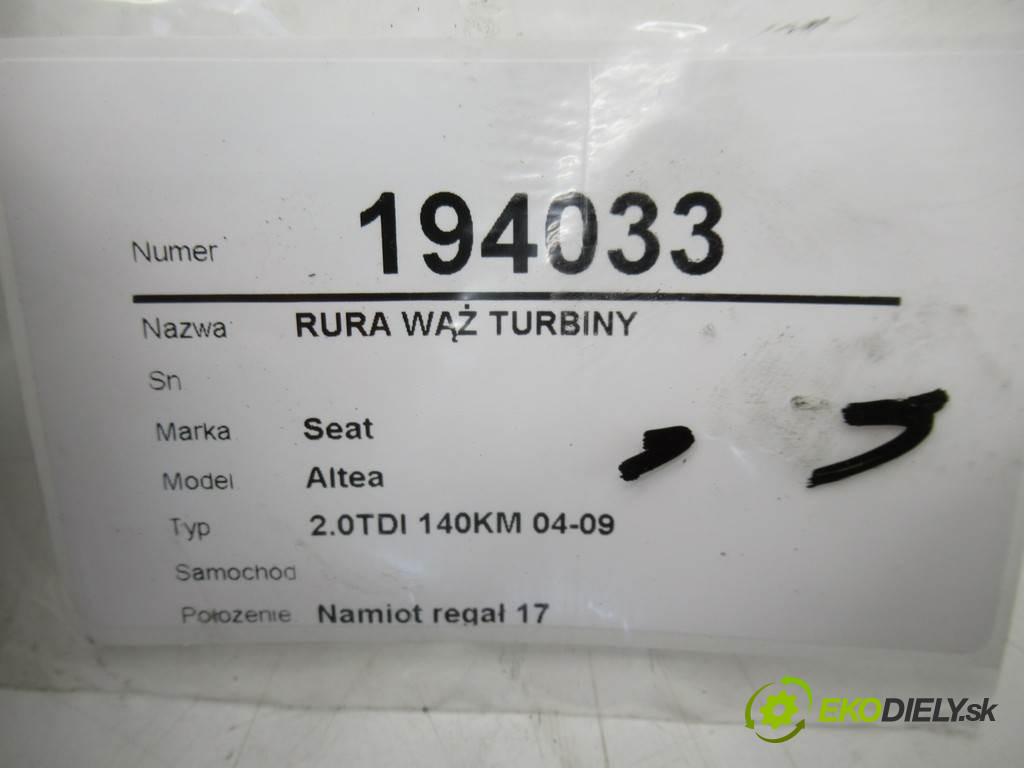 Numer 194033
Nazwa RURA WĄŻ TURBINY
Sn
Marka Seat
Model Altea
Typ 2.0TDI 140KM 04-09
Samochod
Położenie Namiot regał 17
EKODIELY.sk